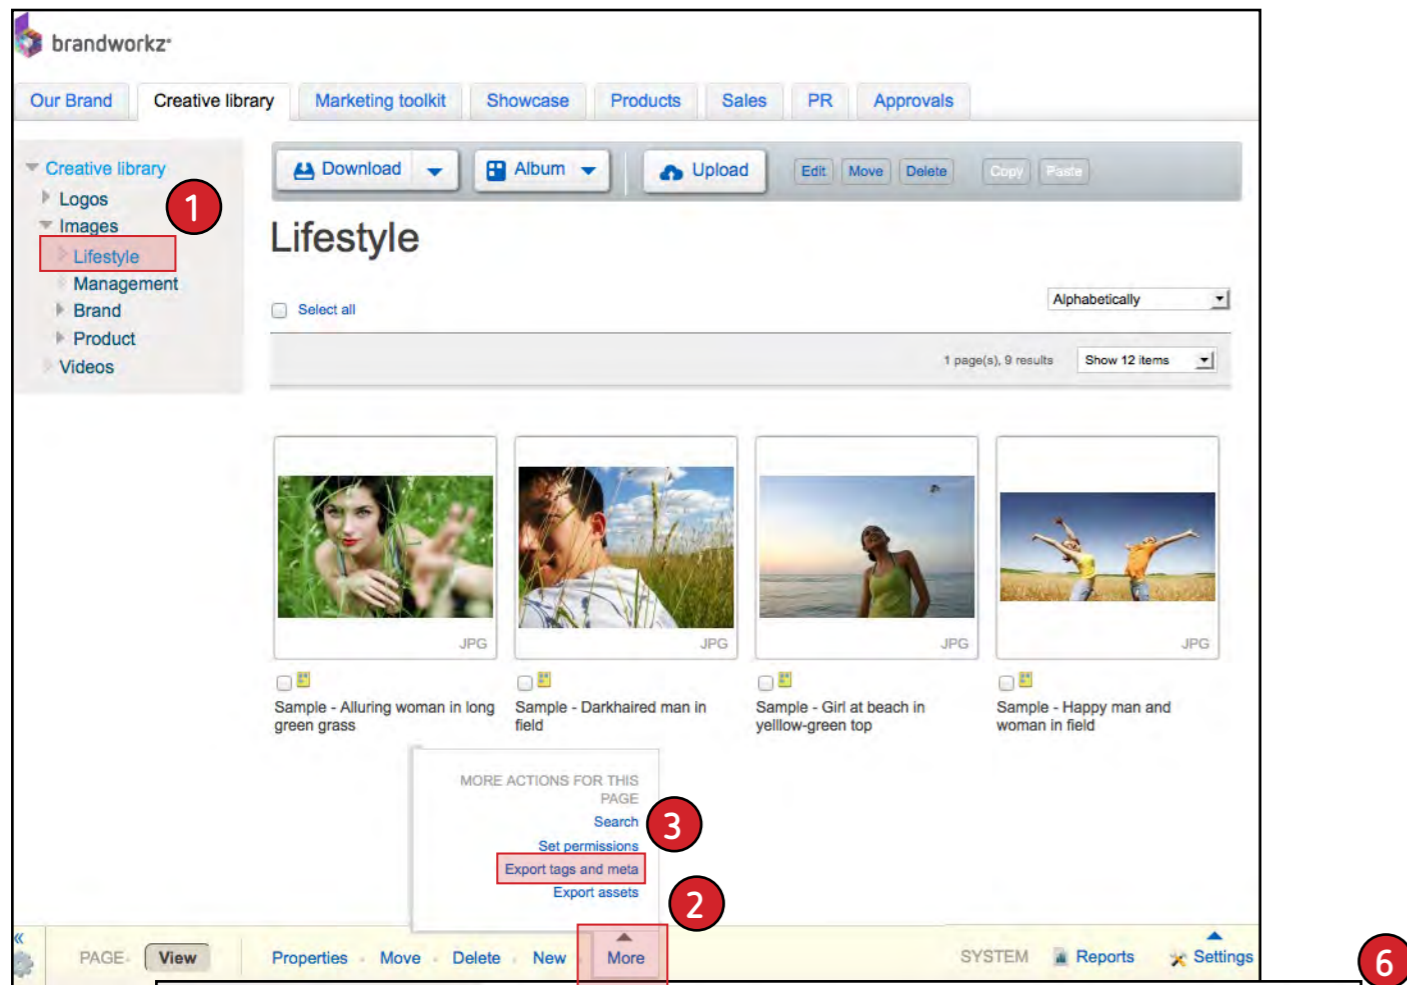 brandworkz
Our Brand Creative library Marketing toolkit Showcase Products Sales PR Approvals
Creative library
Logos
1
Images
Lifestyle
Management
Brand
Product
Videos
Download Album Upload Edit Move Delete Copy Paste
Lifestyle
Select all
Alphabetically
1 page(s), 9 results Show 12 items
JPG JPG JPG JPG
Sample - Alluring woman in long
green grass
Sample - Darkhaired man in
field
Sample - Girl at beach in
yelllow-green top
Sample - Happy man and
woman in field
MORE ACTIONS FOR THIS
PAGE
Search
3
Set permissions
Export tags and meta
Export assets
2
« PAGE View Properties Move Delete New More SYSTEM Reports Settings
6